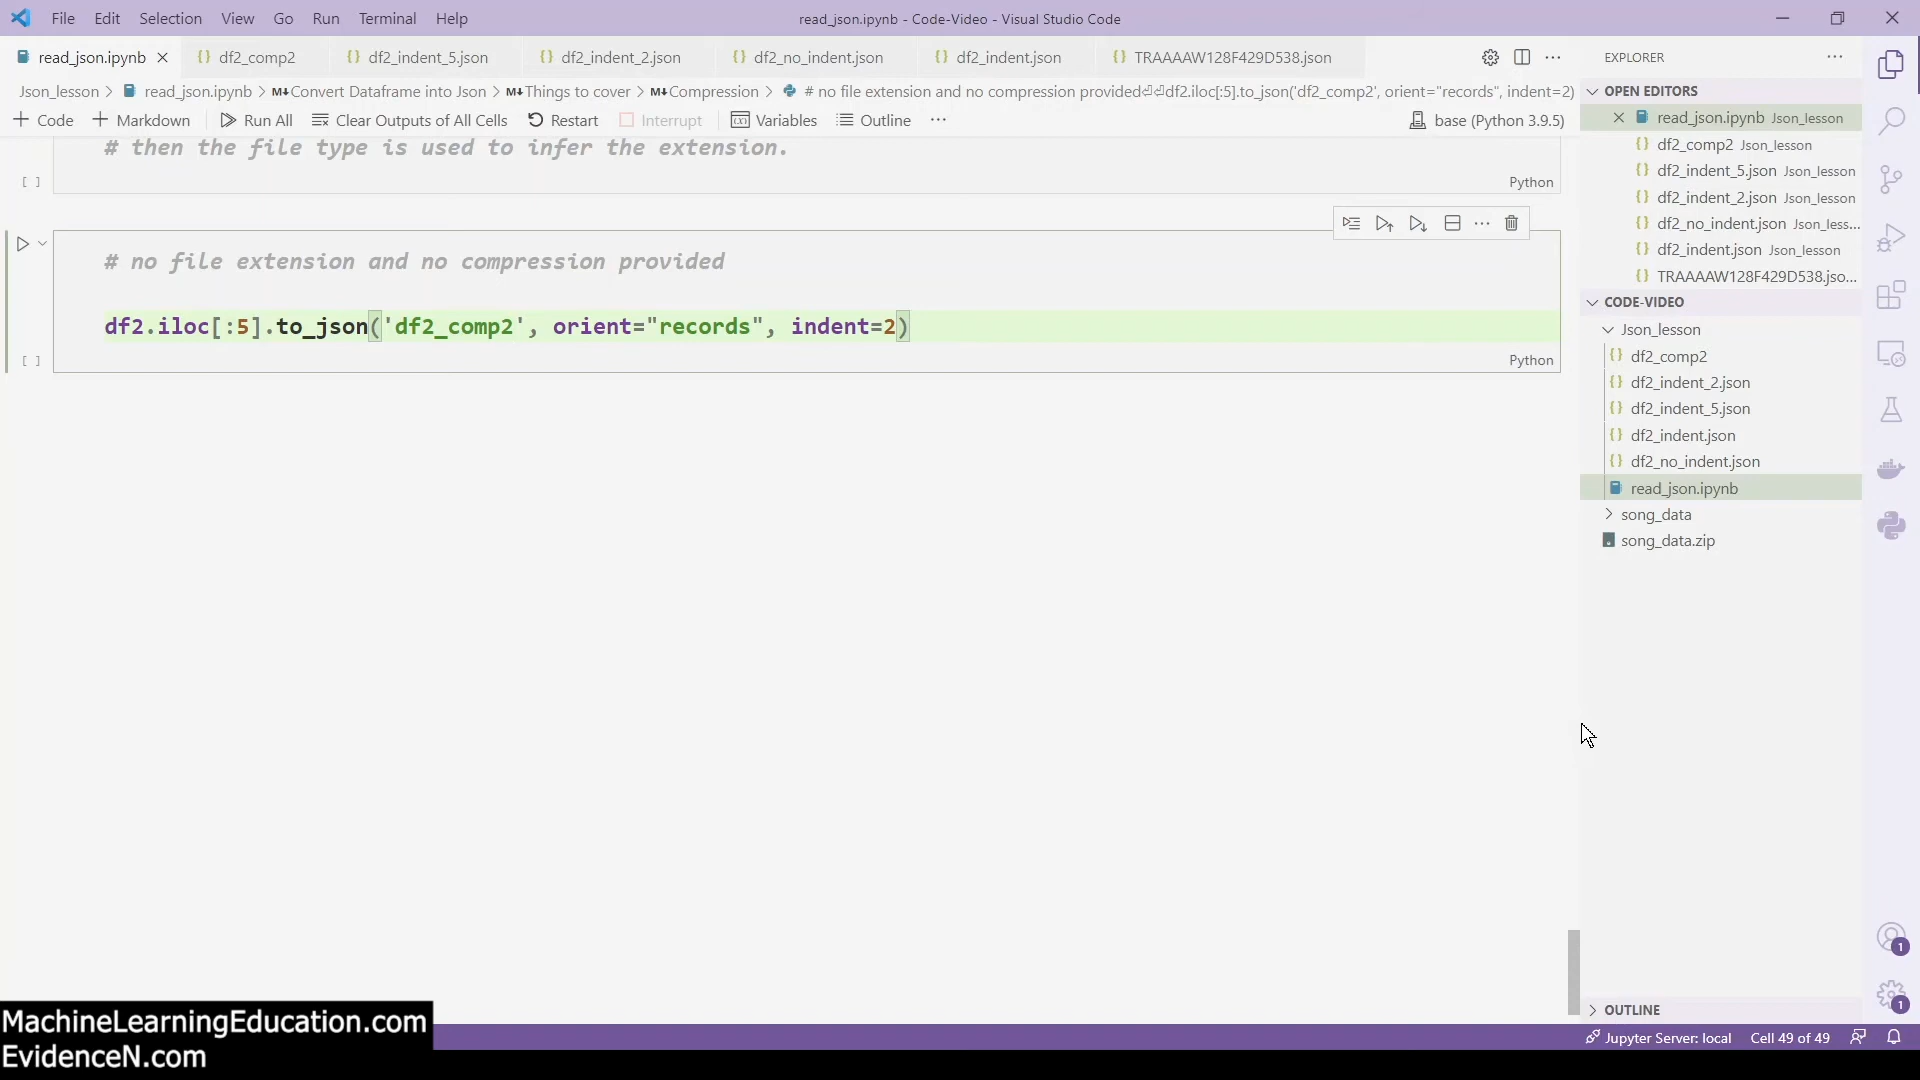 File Edit Selection View Go Run Terminal Help
read_json.ipynb - Code-Video - Visual Studio Code
read_json.ipynb df2_comp2 df2_indent_5.json df2_indent_2.json df2_no_indent.json df2_indent.json TRAAAAW128F429D538.json
Json_lesson > read_json.ipynb > M↓Convert Dataframe into Json > M↓Things to cover > M↓Compression > # no file extension and no compression provided⏎⏎df2.iloc[:5].to_json('df2_comp2', orient="records", indent=2)
+ Code + Markdown Run All Clear Outputs of All Cells Restart Interrupt Variables Outline ··· base (Python 3.9.5)
# then the file type is used to infer the extension.
[ ] Python
# no file extension and no compression provided
df2.iloc[:5].to_json('df2_comp2', orient="records", indent=2)
[ ] Python
EXPLORER
OPEN EDITORS
read_json.ipynb Json_lesson
df2_comp2 Json_lesson
df2_indent_5.json Json_lesson
df2_indent_2.json Json_lesson
df2_no_indent.json Json_less...
df2_indent.json Json_lesson
TRAAAAW128F429D538.jso...
CODE-VIDEO
Json_lesson
df2_comp2
df2_indent_2.json
df2_indent_5.json
df2_indent.json
df2_no_indent.json
read_json.ipynb
song_data
song_data.zip
1
1
OUTLINE
Jupyter Server: local Cell 49 of 49
MachineLearningEducation.com
EvidenceN.com